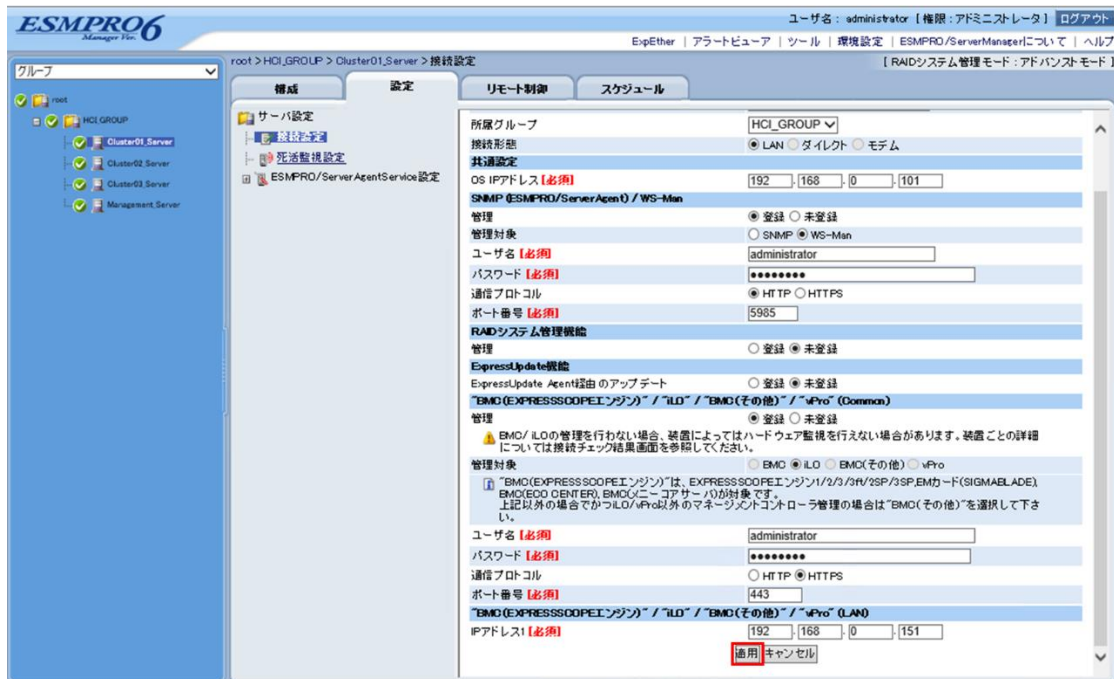 ESMPRO6
Manager Ver.
ユーザ名： administrator [ 権限：アドミニストレータ ] ログアウト
ExpEther | アラートビューア | ツール | 環境設定 | ESMPRO/ServerManagerについて | ヘルプ
グループ
root > HCI_GROUP > Cluster01_Server > 接続設定
[ RAIDシステム管理モード：アドバンストモード ]
root
HCI GROUP
Cluster01_Server
Cluster02_Server
Cluster03_Server
Management_Server
構成 設定 リモート制御 スケジュール
サーバ設定
接続設定
死活監視設定
ESMPRO/ServerAgentService設定
所属グループ HCI_GROUP
接続形態 LAN ダイレクト モデム
共通設定
OS IPアドレス【必須】 192 . 168 . 0 . 101
SNMP (ESMPRO/ServerAgent) / WS-Man
管理 登録 未登録
管理対象 SNMP WS-Man
ユーザ名【必須】 administrator
パスワード【必須】 ●●●●●●●●
通信プロトコル HTTP HTTPS
ポート番号【必須】 5985
RAIDシステム管理機能
管理 登録 未登録
ExpressUpdate機能
ExpressUpdate Agent経由のアップデート 登録 未登録
"BMC(EXPRESSSCOPEエンジン)" / "iLO" / "BMC(その他)" / "vPro" (Common)
管理 登録 未登録
BMC/ iLOの管理を行わない場合、装置によってはハードウェア監視を行えない場合があります。装置ごとの詳細
については接続チェック結果画面を参照してください。
管理対象 BMC iLO BMC(その他) vPro
"BMC(EXPRESSSCOPEエンジン)"は、EXPRESSSCOPEエンジン1/2/3/3ft/2SP/3SP,EMカード(SIGMABLADE),
BMC(ECO CENTER), BMC(メニーコアサーバ)が対象です。
上記以外の場合でかつiLO/vPro以外のマネージメントコントローラ管理の場合は"BMC(その他)"を選択して下さ
い。
ユーザ名【必須】 administrator
パスワード【必須】 ●●●●●●●●
通信プロトコル HTTP HTTPS
ポート番号【必須】 443
"BMC(EXPRESSSCOPEエンジン)" / "iLO" / "BMC(その他)" / "vPro" (LAN)
IPアドレス1【必須】 192 . 168 . 0 . 151
適用 キャンセル